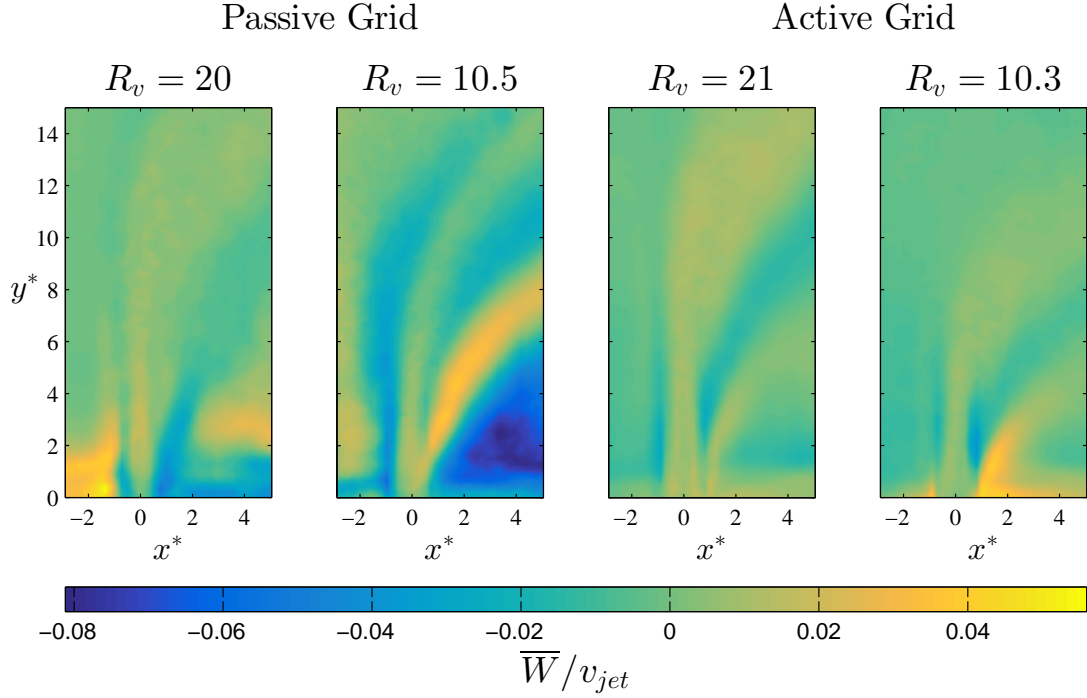 Passive Grid Active Grid
R_v = 20 R_v = 10.5 R_v = 21 R_v = 10.3
14
12
10
y* 8
6
4
2
0
−2 0 2 4 −2 0 2 4 −2 0 2 4 −2 0 2 4
x* x* x* x*
−0.08 −0.06 −0.04 −0.02 0 0.02 0.04
W̅/v_jet